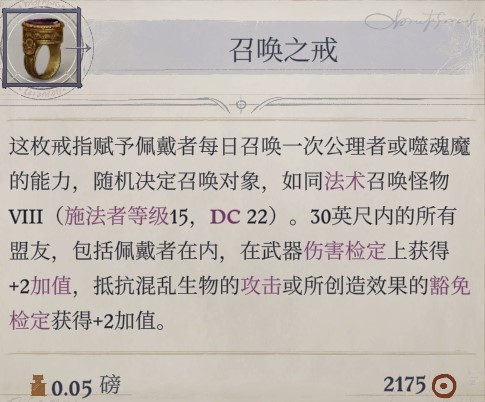 召唤之戒
这枚戒指赋予佩戴者每日召唤一次公理者或噬魂魔
的能力，随机决定召唤对象，如同法术召唤怪物
VIII（施法者等级15，DC 22）。30英尺内的所有
盟友，包括佩戴者在内，在武器伤害检定上获得
+2加值，抵抗混乱生物的攻击或所创造效果的豁免
检定获得+2加值。
0.05 磅
2175